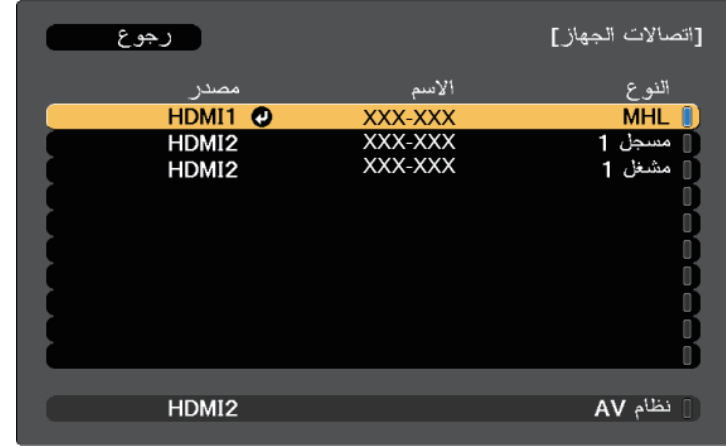 [اتصالات الجهاز] رجوع
النوع الاسم مصدر
MHL XXX-XXX HDMI1
مسجل 1 XXX-XXX HDMI2
مشغل 1 XXX-XXX HDMI2
نظام AV HDMI2